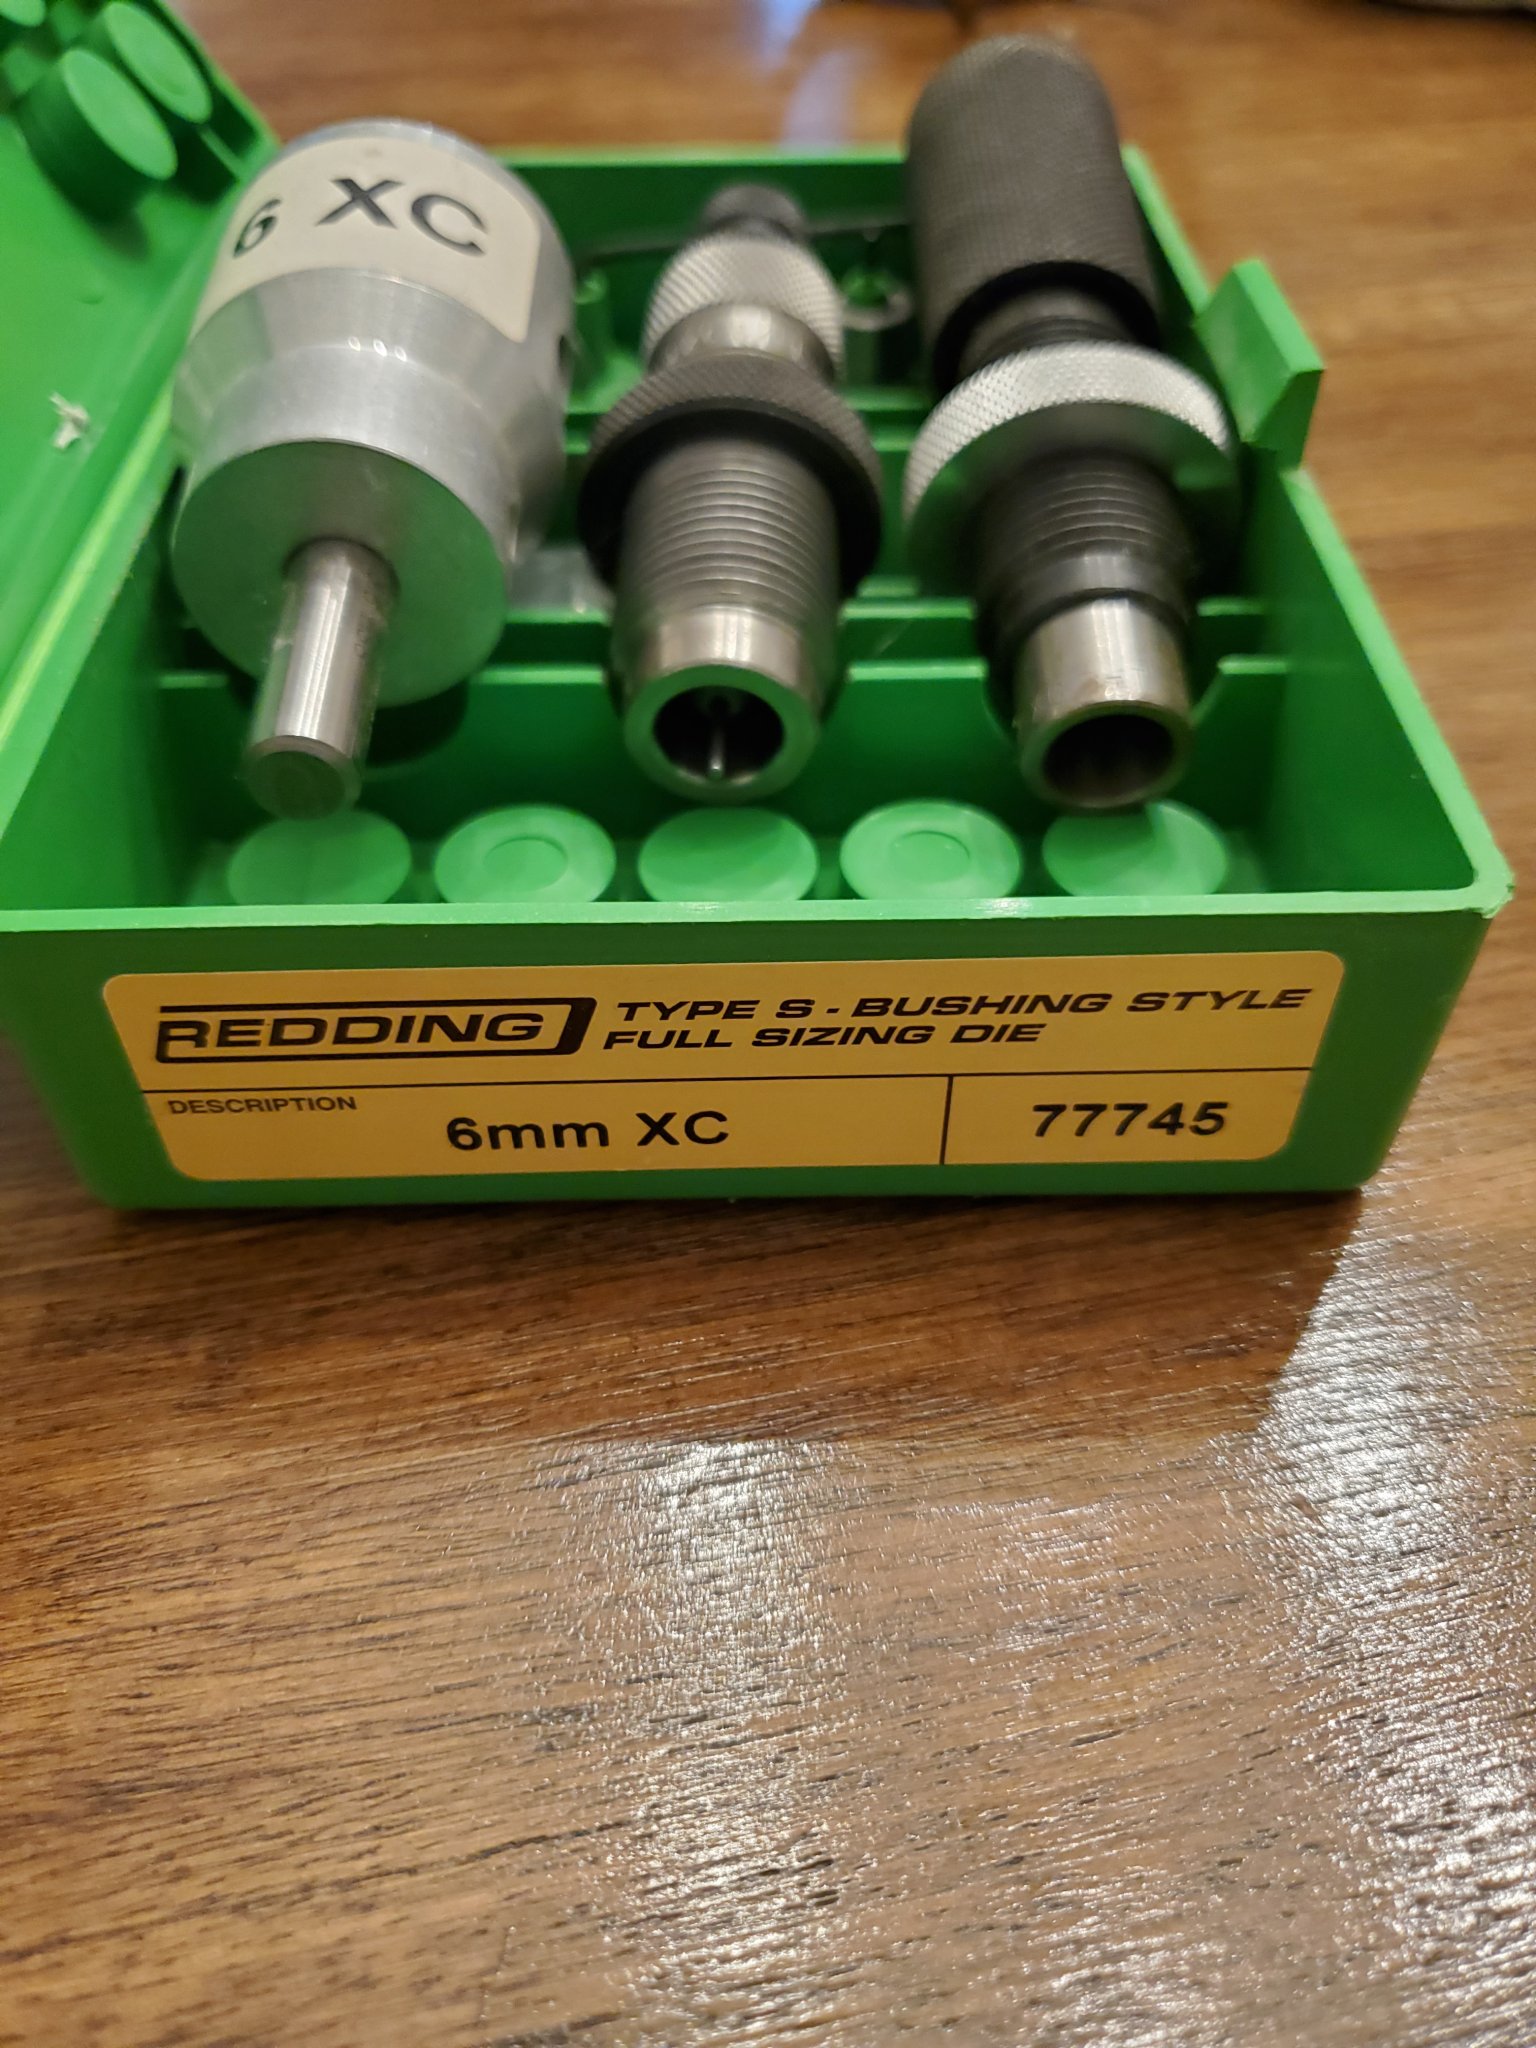 6 XC
REDDING
TYPE S - BUSHING STYLE
FULL SIZING DIE
DESCRIPTION
6mm XC
77745